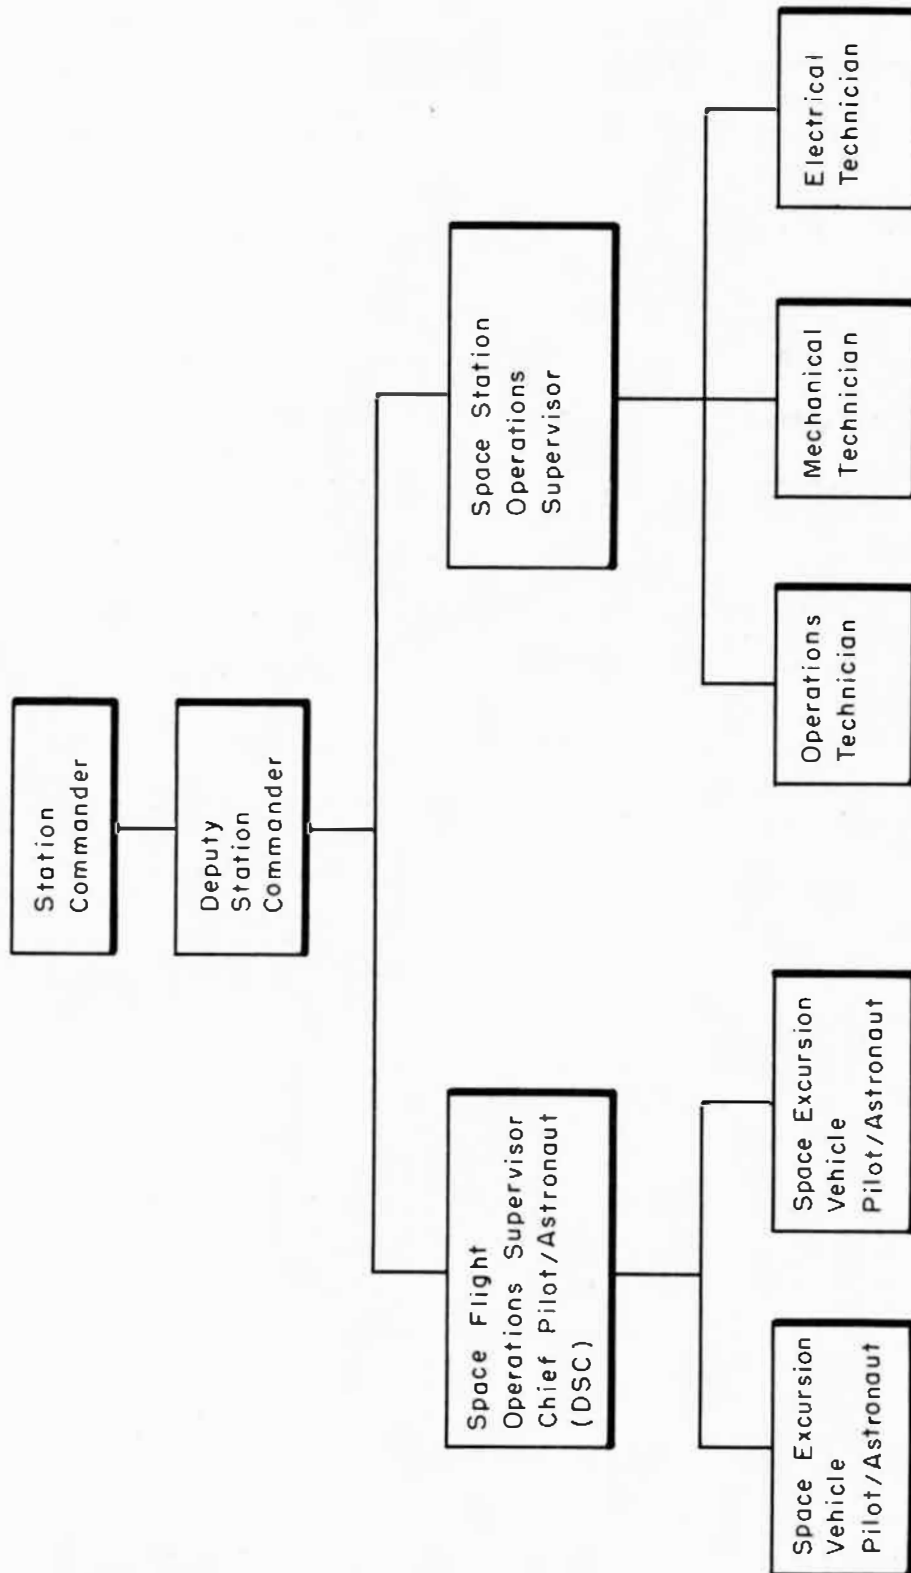 Station
Commander
Deputy
Station
Commander
Space Flight
Operations Supervisor
Chief Pilot/Astronaut
(DSC)
Space Station
Operations
Supervisor
Space Excursion
Vehicle
Pilot/Astronaut
Space Excursion
Vehicle
Pilot/Astronaut
Operations
Technician
Mechanical
Technician
Electrical
Technician